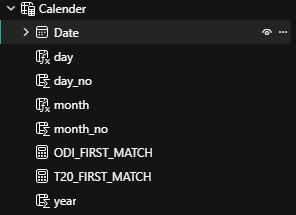 Calender
Date
day
day_no
month
month_no
ODI_FIRST_MATCH
T20_FIRST_MATCH
year